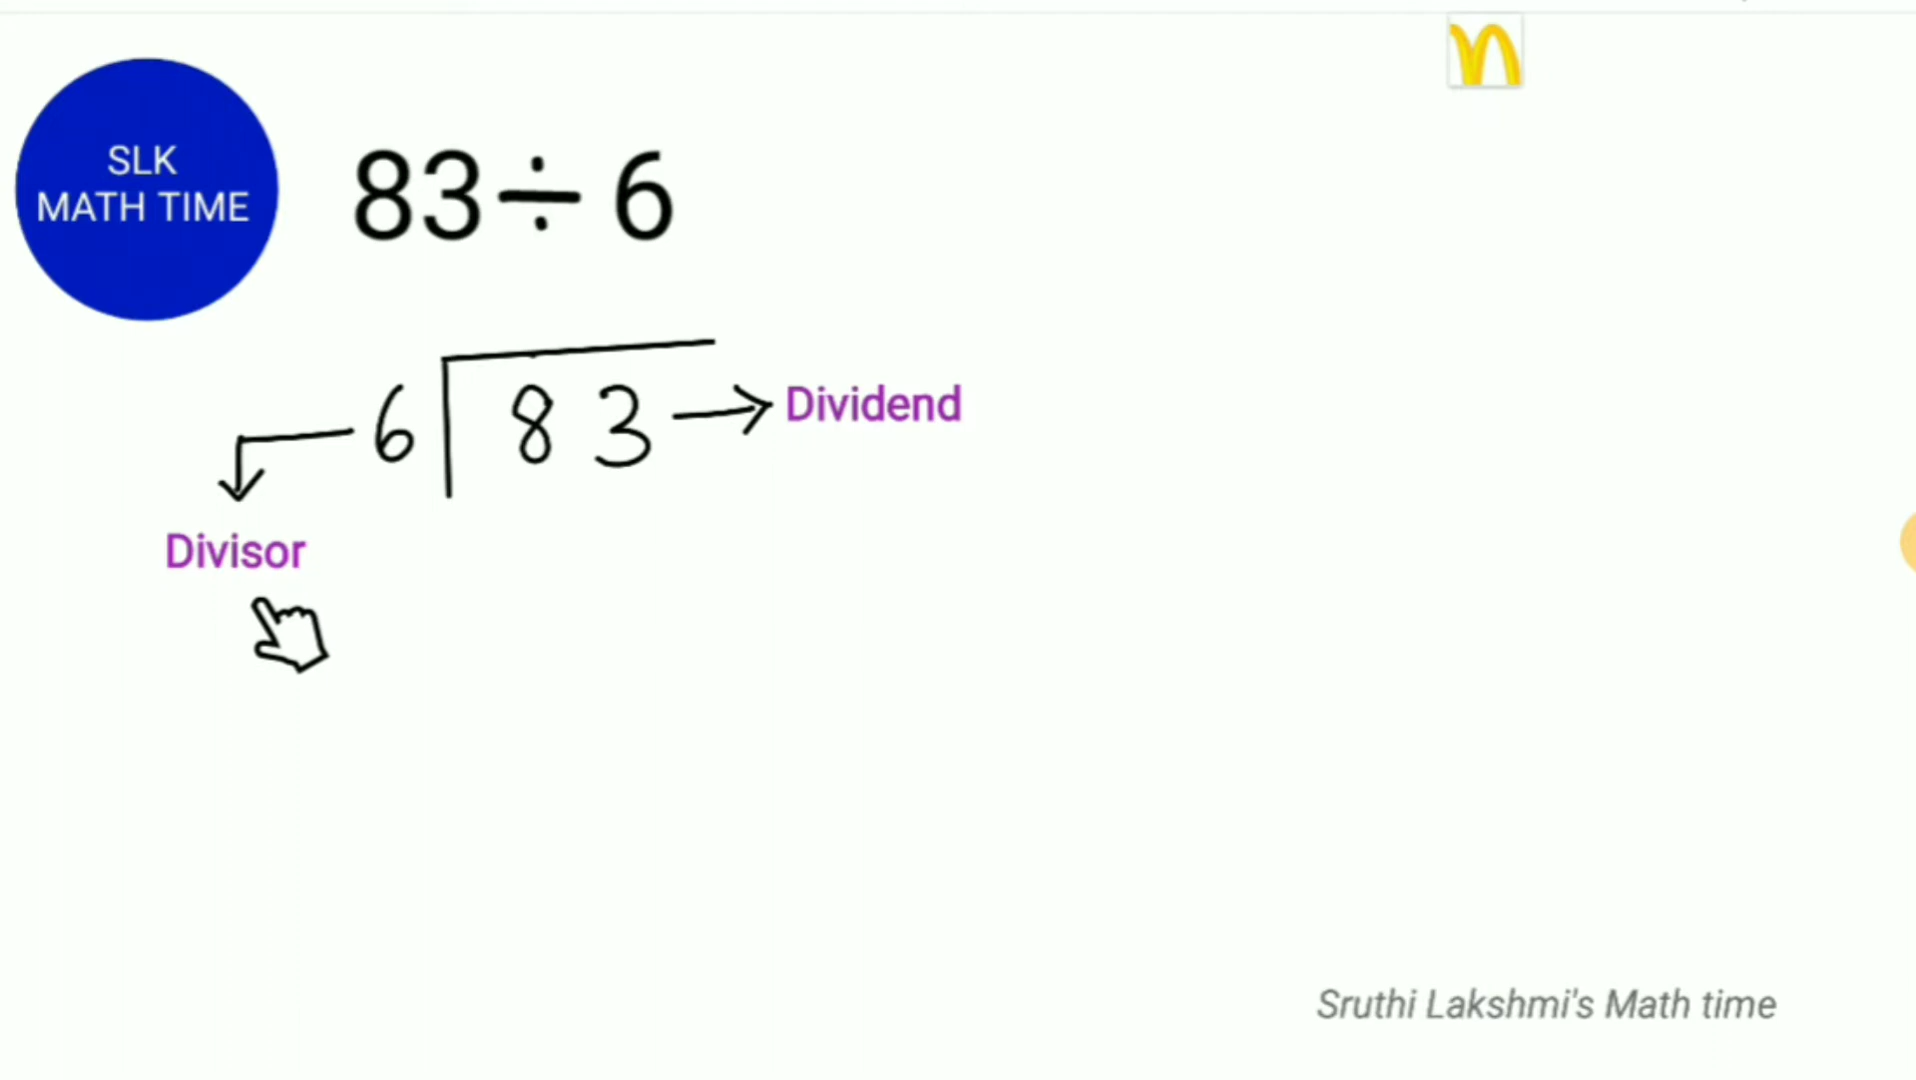 SLK
MATH TIME
83÷6
6 83 Dividend
Divisor
Sruthi Lakshmi's Math time